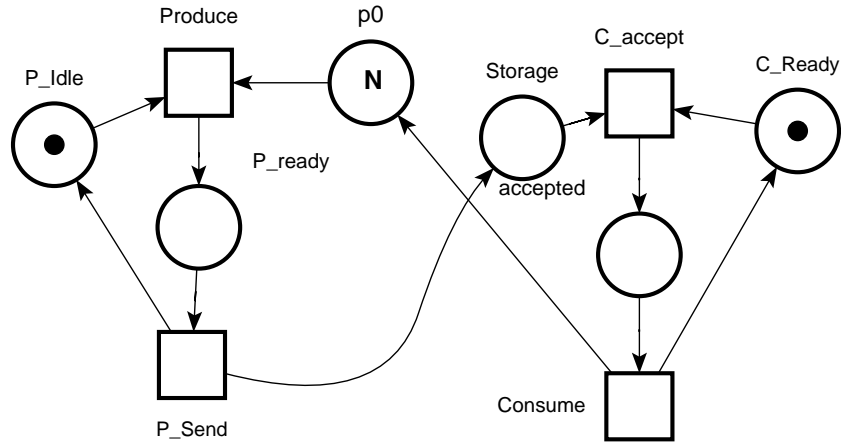 Produce
p0
C_accept
P_Idle
Storage
C_Ready
N
P_ready
accepted
P_Send
Consume